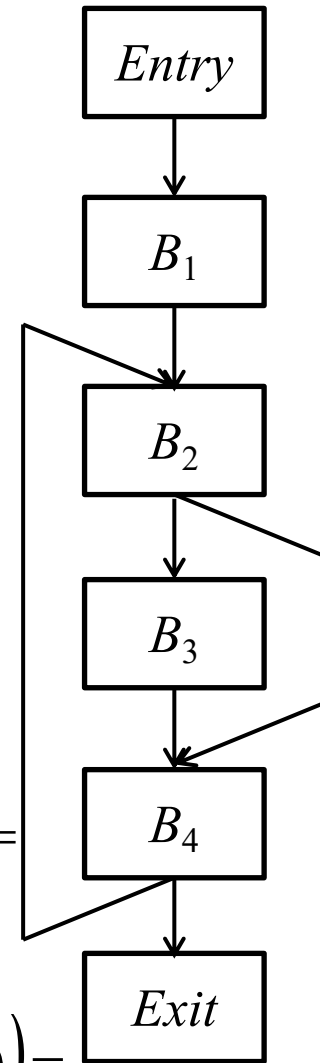 Entry
B₁
B₂
B₃
=
B₄
Exit
)=